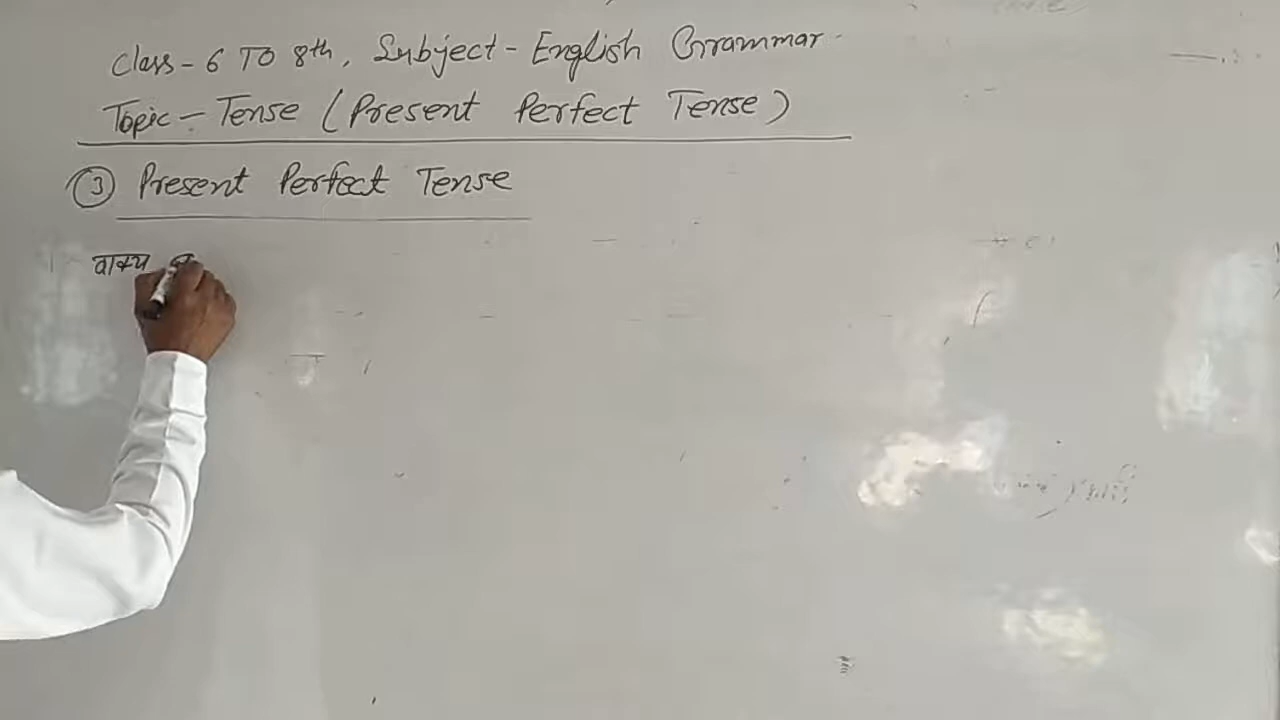 Class - 6 TO 8th, Subject - English Grammar
Topic - Tense (Present Perfect Tense)
③ Present Perfect Tense
वाक्य